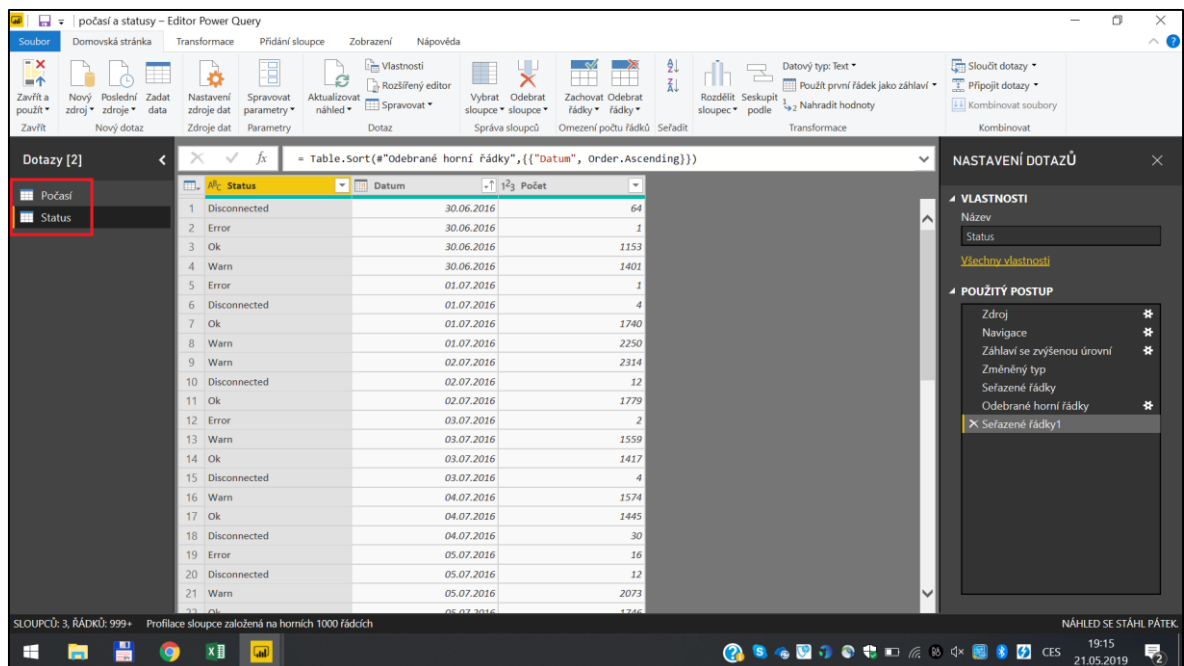 počasí a statusy – Editor Power Query
Soubor Domovská stránka Transformace Přidání sloupce Zobrazení Nápověda
Zavřít a použít
Nový zdroj
Poslední zdroje
Zadat data
Nastavení zdroje dat
Spravovat parametry
Aktualizovat náhled
Vlastnosti
Rozšířený editor
Spravovat
Vybrat sloupce
Odebrat sloupce
Zachovat řádky
Odebrat řádky
Rozdělit sloupec
Seskupit podle
Datový typ: Text
Použít první řádek jako záhlaví
Nahradit hodnoty
Sloučit dotazy
Připojit dotazy
Kombinovat soubory
Zavřít Nový dotaz Zdroje dat Parametry Dotaz Správa sloupců Omezení počtu řádků Seřadit Transformace Kombinovat
Dotazy [2]
Počasí
Status
fx = Table.Sort(#"Odebrané horní řádky",{{"Datum", Order.Ascending}})
ABC Status Datum 123 Počet
1 Disconnected 30.06.2016 64
2 Error 30.06.2016 1
3 Ok 30.06.2016 1153
4 Warn 30.06.2016 1401
5 Error 01.07.2016 1
6 Disconnected 01.07.2016 4
7 Ok 01.07.2016 1740
8 Warn 01.07.2016 2250
9 Warn 02.07.2016 2314
10 Disconnected 02.07.2016 12
11 Ok 02.07.2016 1779
12 Error 03.07.2016 2
13 Warn 03.07.2016 1559
14 Ok 03.07.2016 1417
15 Disconnected 03.07.2016 4
16 Warn 04.07.2016 1574
17 Ok 04.07.2016 1445
18 Disconnected 04.07.2016 30
19 Error 05.07.2016 16
20 Disconnected 05.07.2016 12
21 Warn 05.07.2016 2073
22 Ok 05.07.2016 1746
NASTAVENÍ DOTAZŮ
VLASTNOSTI
Název
Status
Všechny vlastnosti
POUŽITÝ POSTUP
Zdroj
Navigace
Záhlaví se zvýšenou úrovní
Změněný typ
Seřazené řádky
Odebrané horní řádky
Seřazené řádky1
SLOUPCŮ: 3, ŘÁDKŮ: 999+ Profilace sloupce založená na horních 1000 řádcích NÁHLED SE STÁHL PÁTEK.
CES
19:15
21.05.2019
2